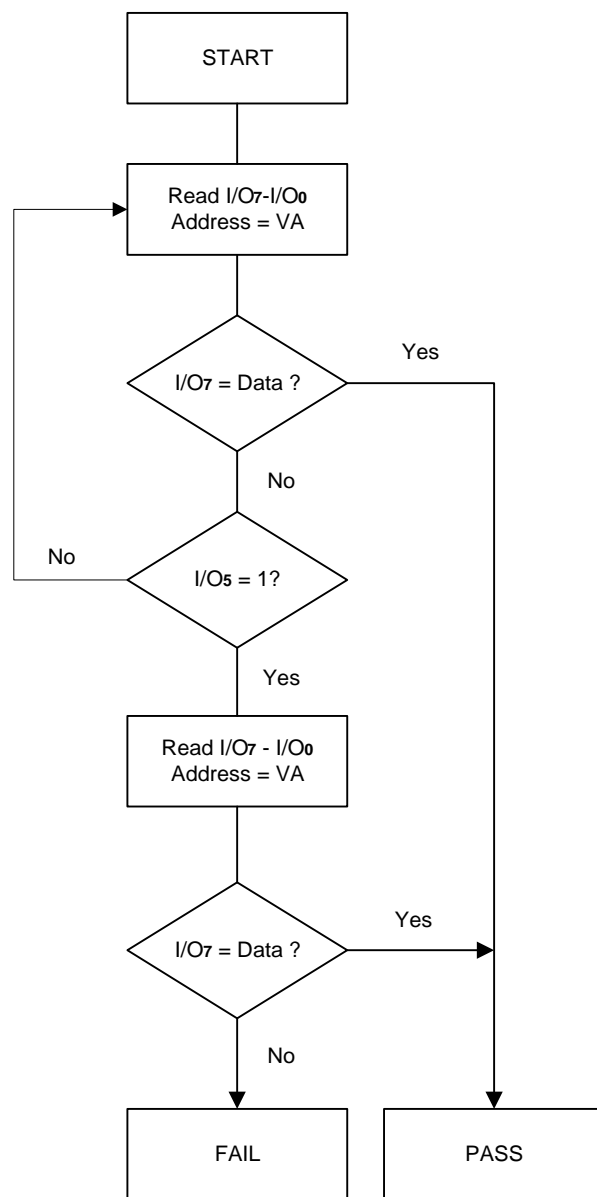 START
Read I/O7-I/O0
Address = VA
I/O7 = Data ?
Yes
No
No
I/O5 = 1?
Yes
Read I/O7 - I/O0
Address = VA
I/O7 = Data ?
Yes
No
FAIL
PASS